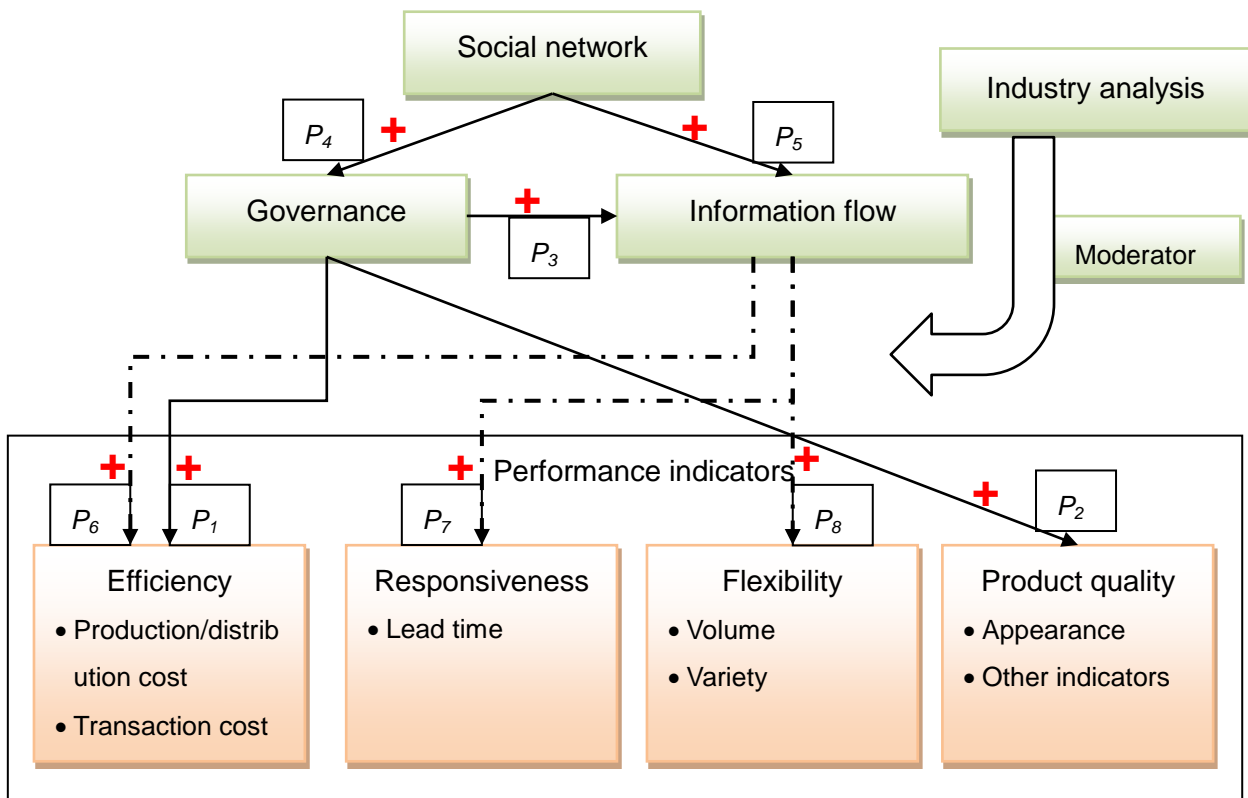 Social network
Industry analysis
P4
P5
Governance
Information flow
P3
Moderator
Performance indicators
P6
P1
P7
P8
P2
Efficiency
• Production/distrib
ution cost
• Transaction cost
Responsiveness
• Lead time
Flexibility
• Volume
• Variety
Product quality
• Appearance
• Other indicators